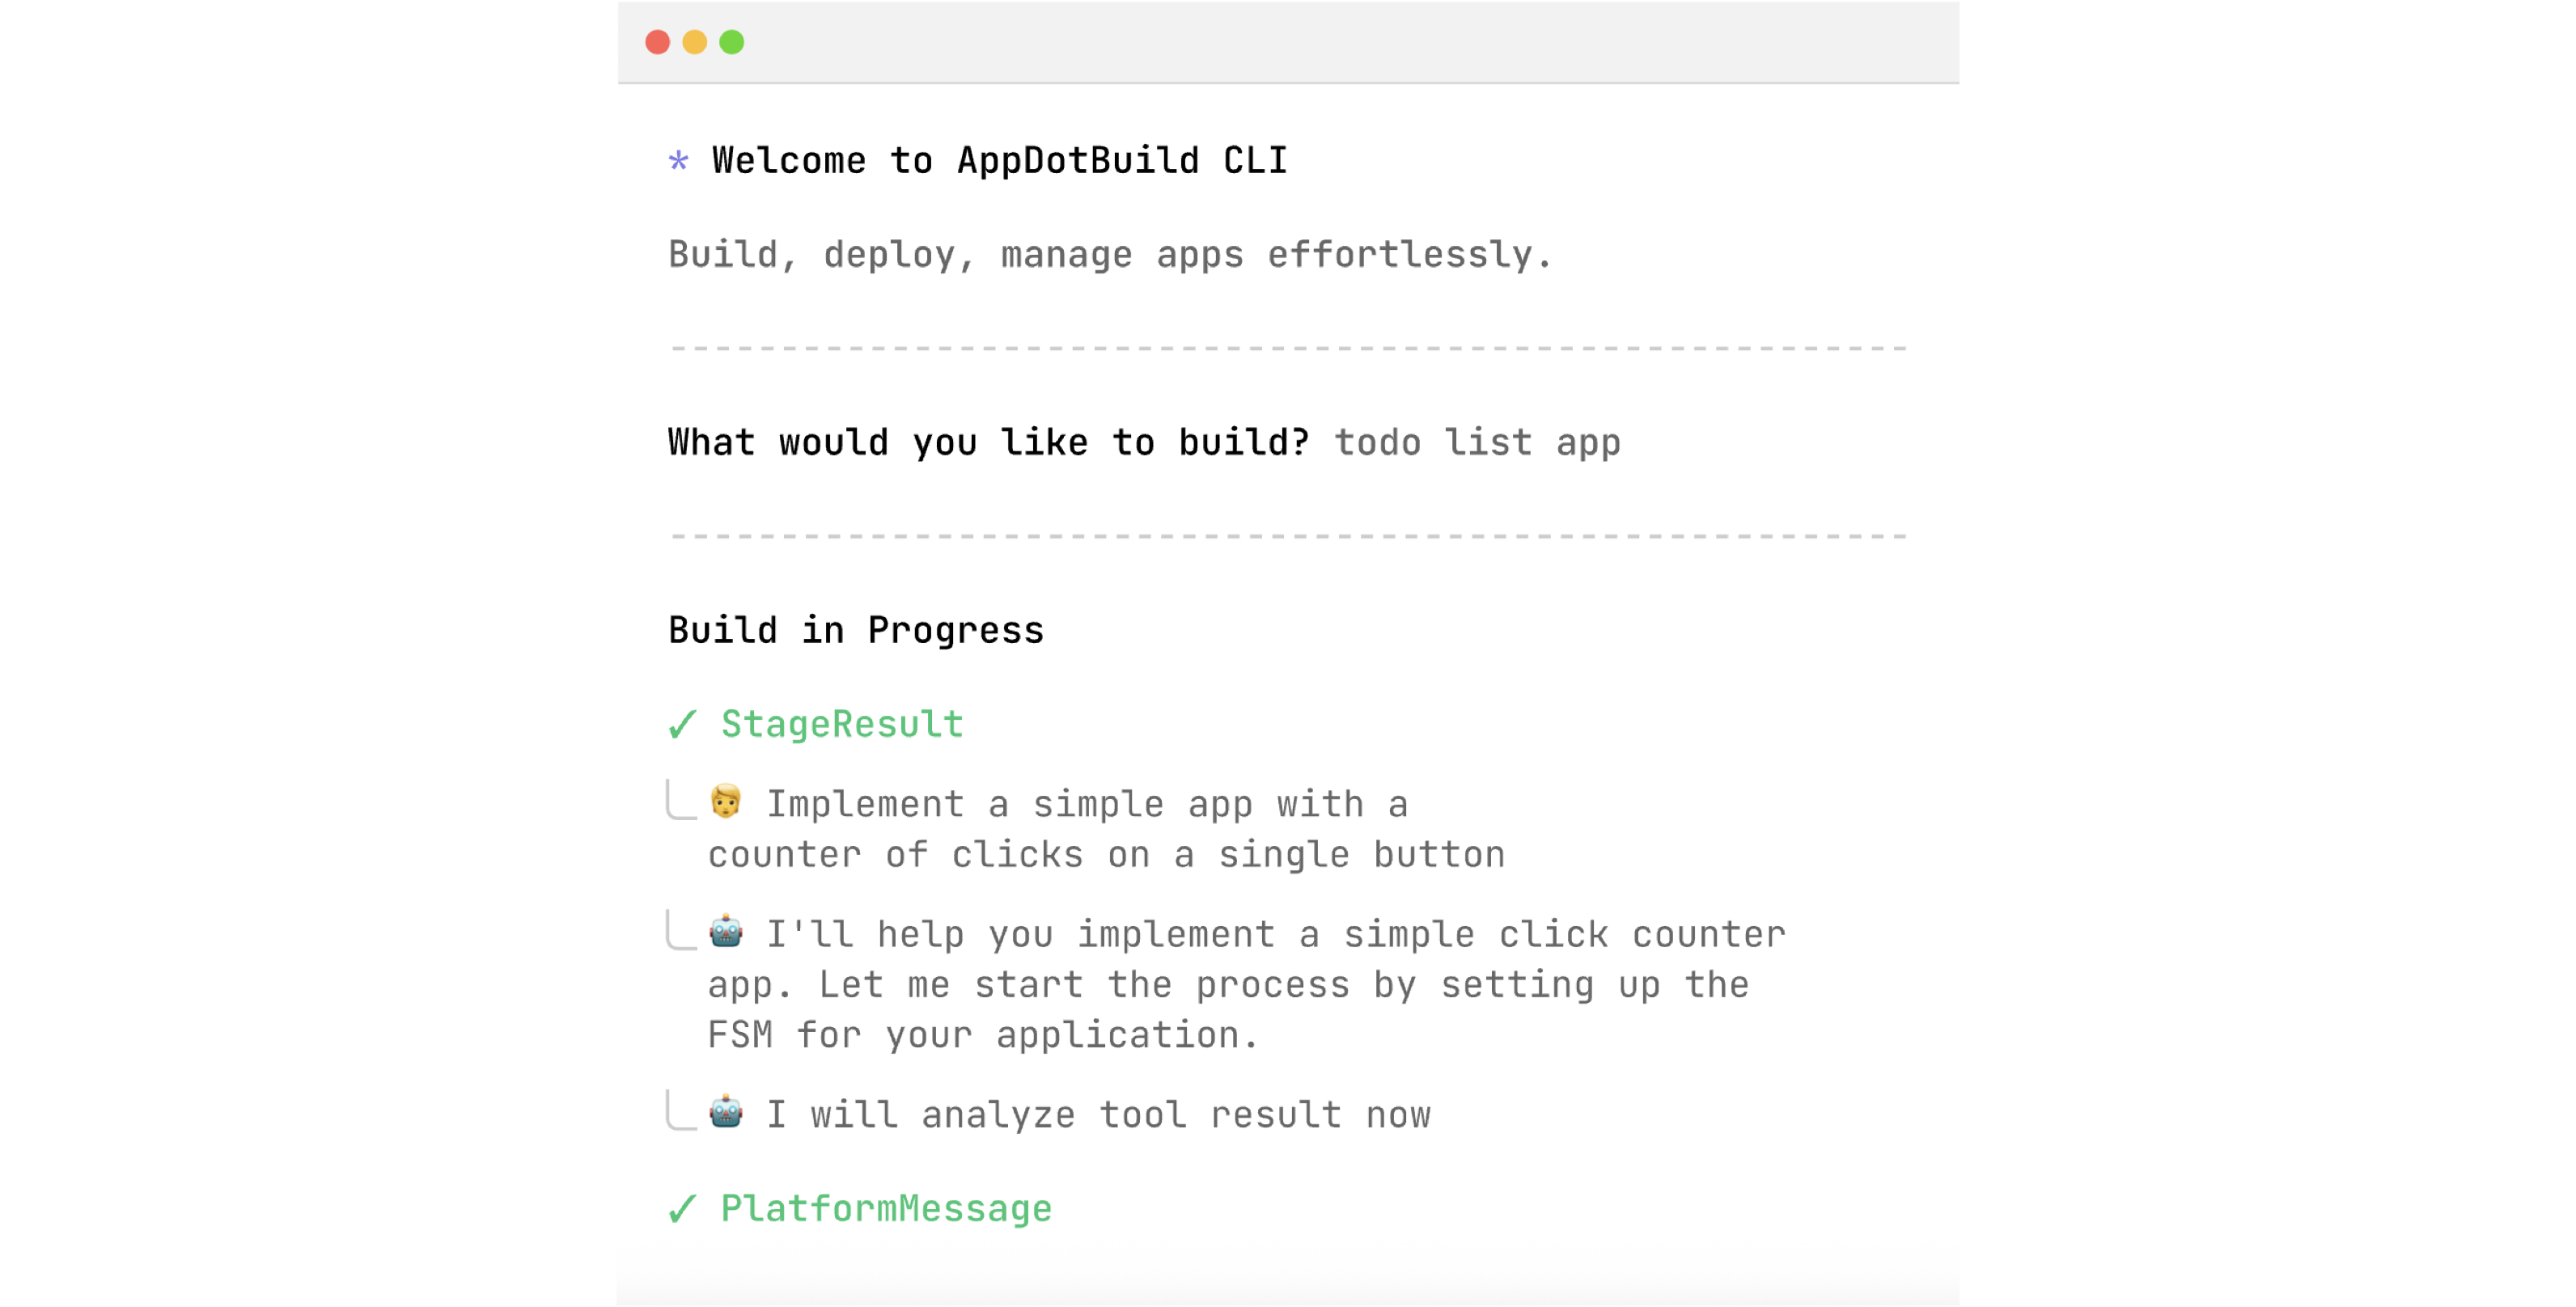 * Welcome to AppDotBuild CLI
Build, deploy, manage apps effortlessly.
--------------------------------------------------------
What would you like to build? todo list app
--------------------------------------------------------
Build in Progress
✓ StageResult
Implement a simple app with a
counter of clicks on a single button
I'll help you implement a simple click counter
app. Let me start the process by setting up the
FSM for your application.
I will analyze tool result now
✓ PlatformMessage